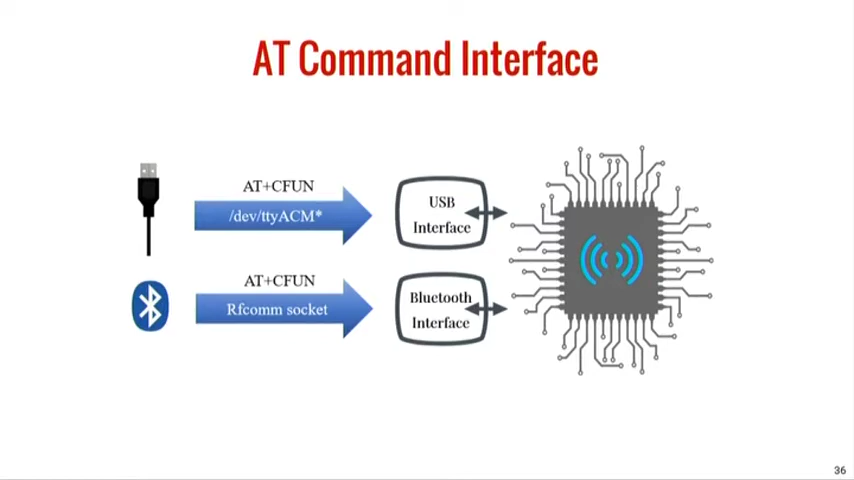 AT Command Interface
AT+CFUN
/dev/ttyACM*
USB
Interface
AT+CFUN
Rfcomm socket
Bluetooth
Interface
36